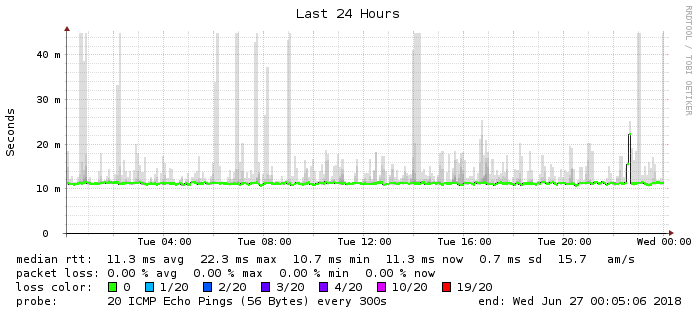 Last 24 Hours
RRDTOOL / TOBI OETIKER
Seconds
40 m
30 m
20 m
10 m
0
Tue 04:00 Tue 08:00 Tue 12:00 Tue 16:00 Tue 20:00 Wed 00:00
median rtt: 11.3 ms avg 22.3 ms max 10.7 ms min 11.3 ms now 0.7 ms sd 15.7 am/s
packet loss: 0.00 % avg 0.00 % max 0.00 % min 0.00 % now
loss color: 0 1/20 2/20 3/20 4/20 10/20 19/20
probe: 20 ICMP Echo Pings (56 Bytes) every 300s end: Wed Jun 27 00:05:06 2018